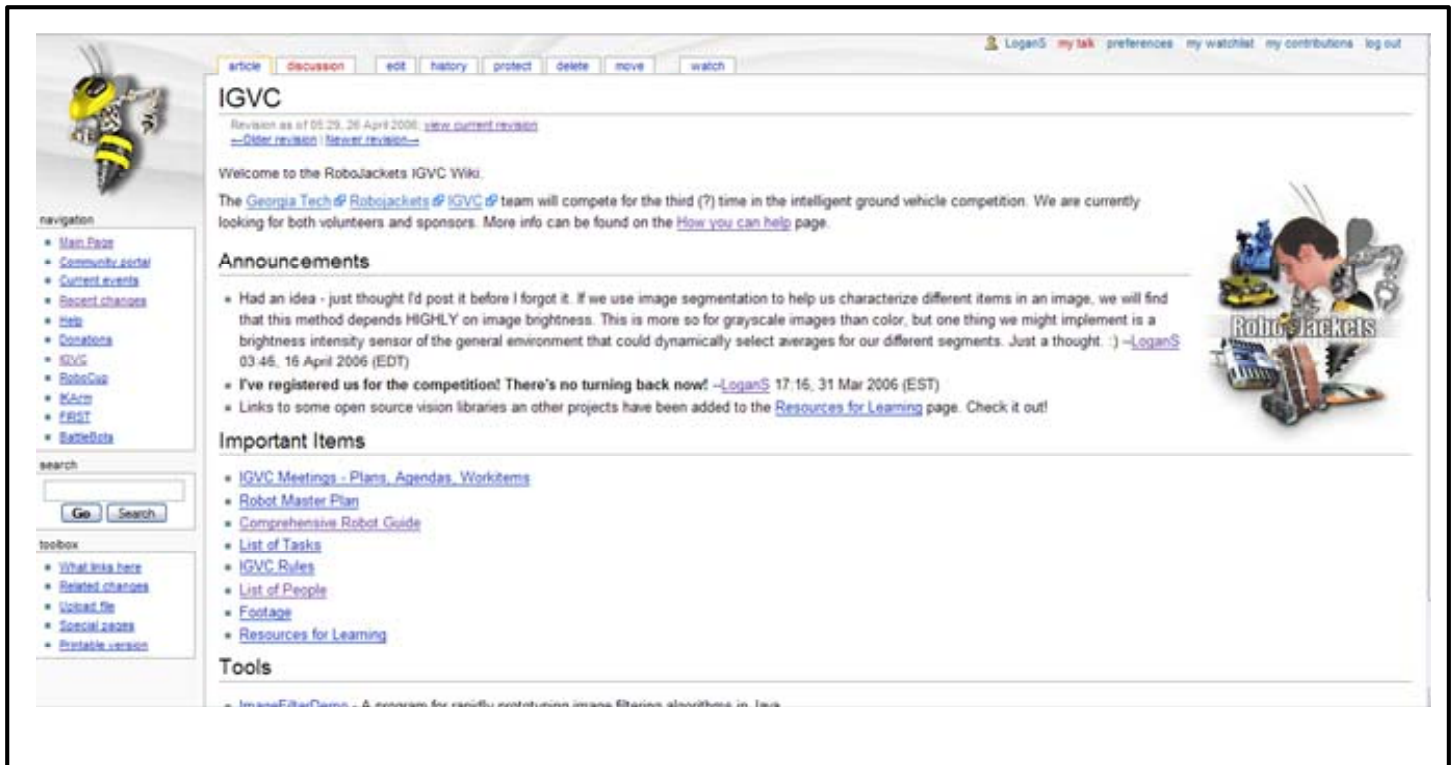 LoganS my talk preferences my watchlist my contributions log out
article discussion edit history protect delete move watch
IGVC
Revision as of 05:29, 26 April 2006; view current revision
←Older revision | Newer revision→
Welcome to the RoboJackets IGVC Wiki.
The Georgia Tech Robojackets IGVC team will compete for the third (?) time in the intelligent ground vehicle competition. We are currently
looking for both volunteers and sponsors. More info can be found on the How you can help page.
Announcements
Had an idea - just thought I'd post it before I forgot it. If we use image segmentation to help us characterize different items in an image, we will find
that this method depends HIGHLY on image brightness. This is more so for grayscale images than color, but one thing we might implement is a
brightness intensity sensor of the general environment that could dynamically select averages for our different segments. Just a thought. :) --LoganS
03:46, 16 April 2006 (EDT)
I've registered us for the competition! There's no turning back now! --LoganS 17:16, 31 Mar 2006 (EST)
Links to some open source vision libraries an other projects have been added to the Resources for Learning page. Check it out!
RoboJackets
Important Items
IGVC Meetings - Plans, Agendas, Workitems
Robot Master Plan
Comprehensive Robot Guide
List of Tasks
IGVC Rules
List of People
Footage
Resources for Learning
Tools
ImageFilterDemo - A program for rapidly prototyping image filtering algorithms in Java
navigation
Main Page
Community portal
Current events
Recent changes
Help
Donations
IGVC
RoboCup
IKArm
FIRST
BattleBots
search
Go Search
toolbox
What links here
Related changes
Upload file
Special pages
Printable version